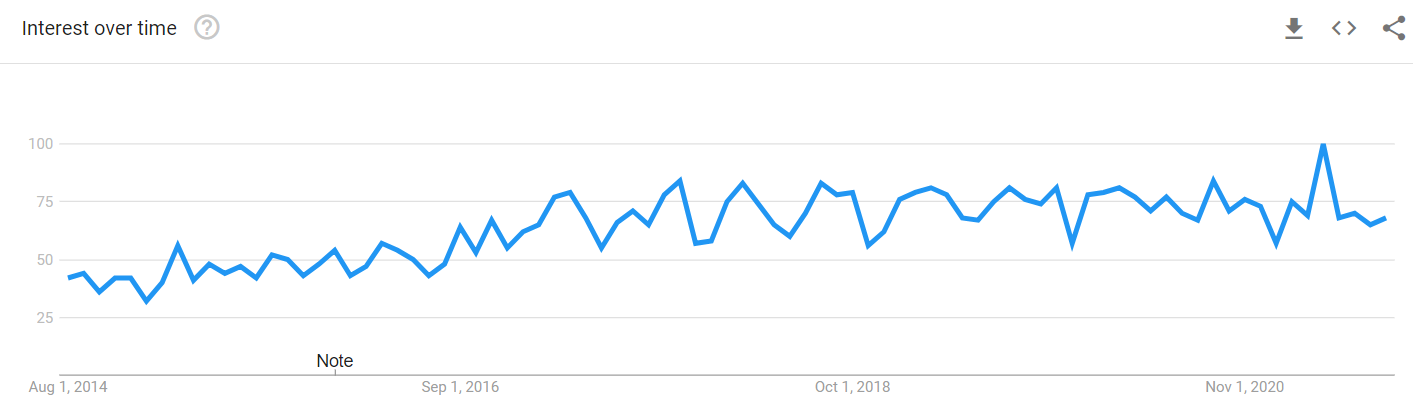 Interest over time
100
75
50
25
Note
Aug 1, 2014 Sep 1, 2016 Oct 1, 2018 Nov 1, 2020